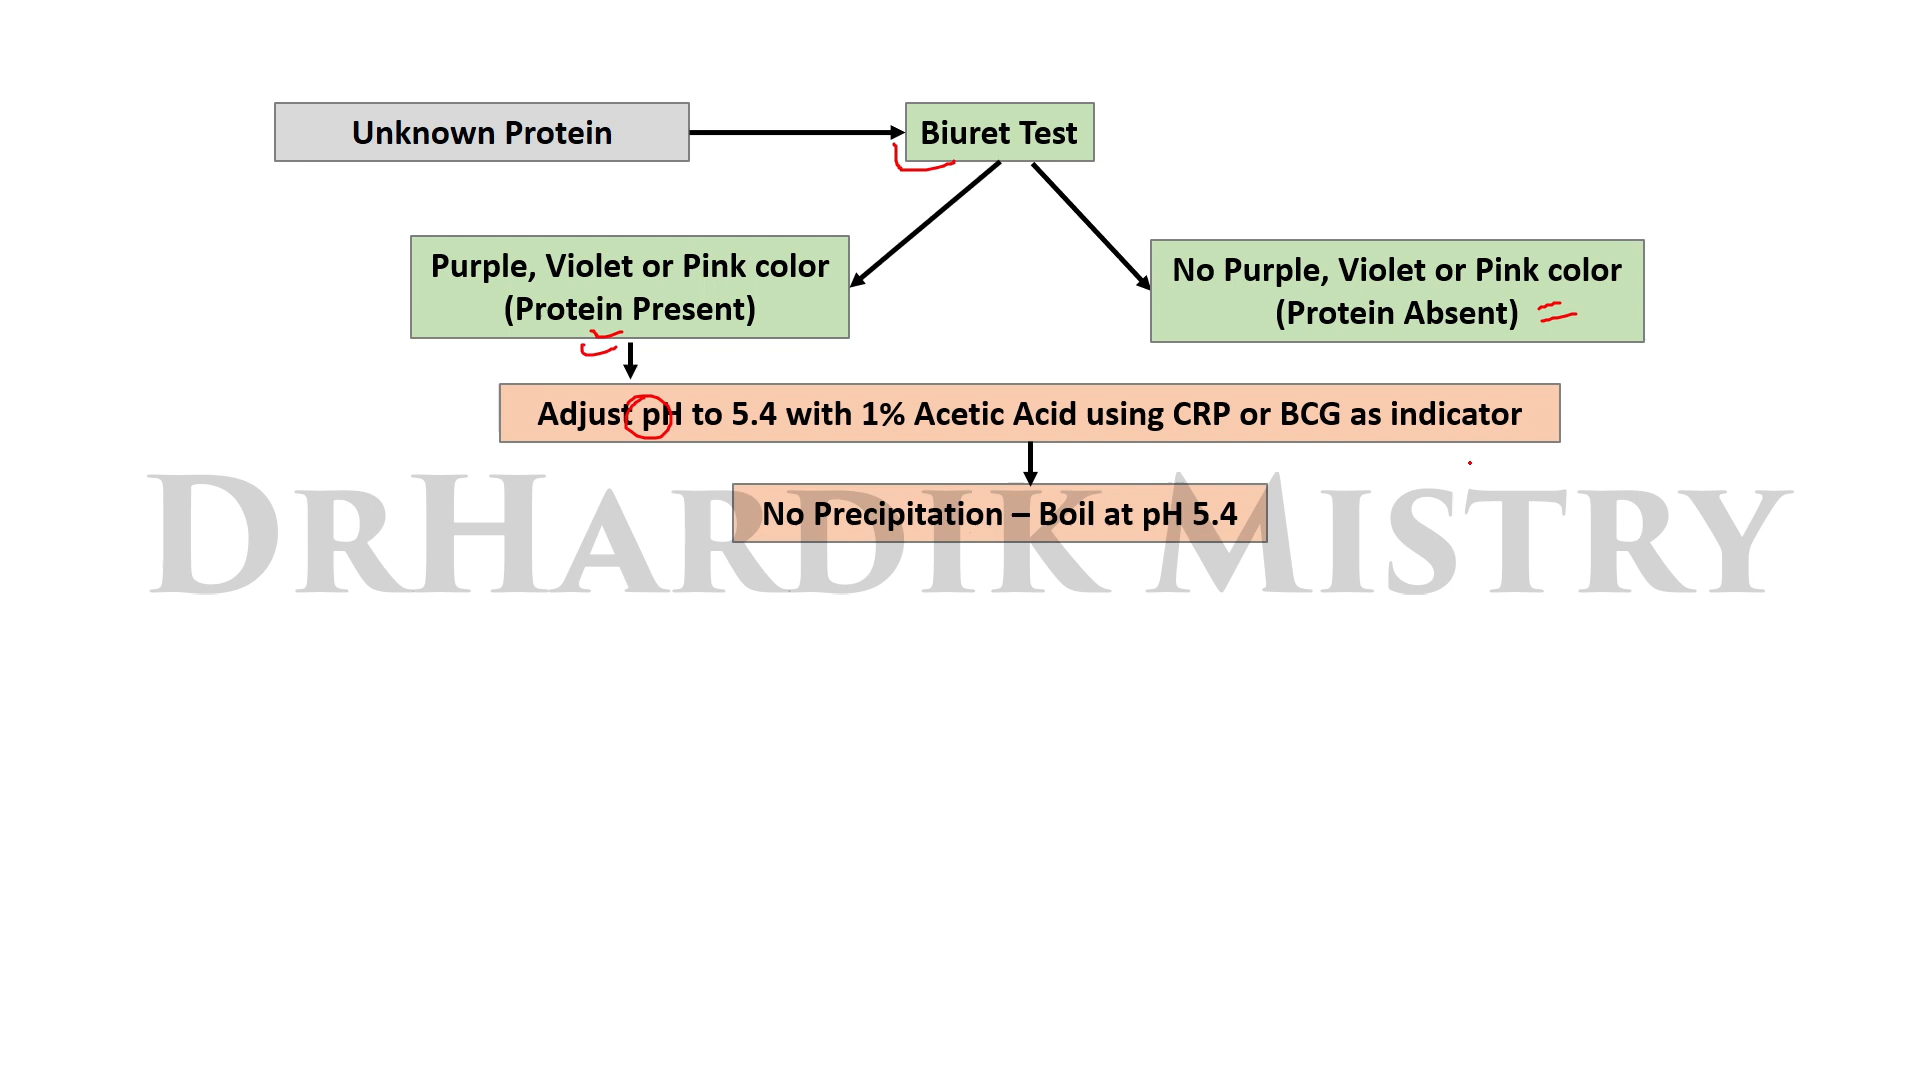 Unknown Protein
Biuret Test
Purple, Violet or Pink color
(Protein Present)
No Purple, Violet or Pink color
(Protein Absent)
Adjust pH to 5.4 with 1% Acetic Acid using CRP or BCG as indicator
No Precipitation – Boil at pH 5.4
DrHardik Mistry